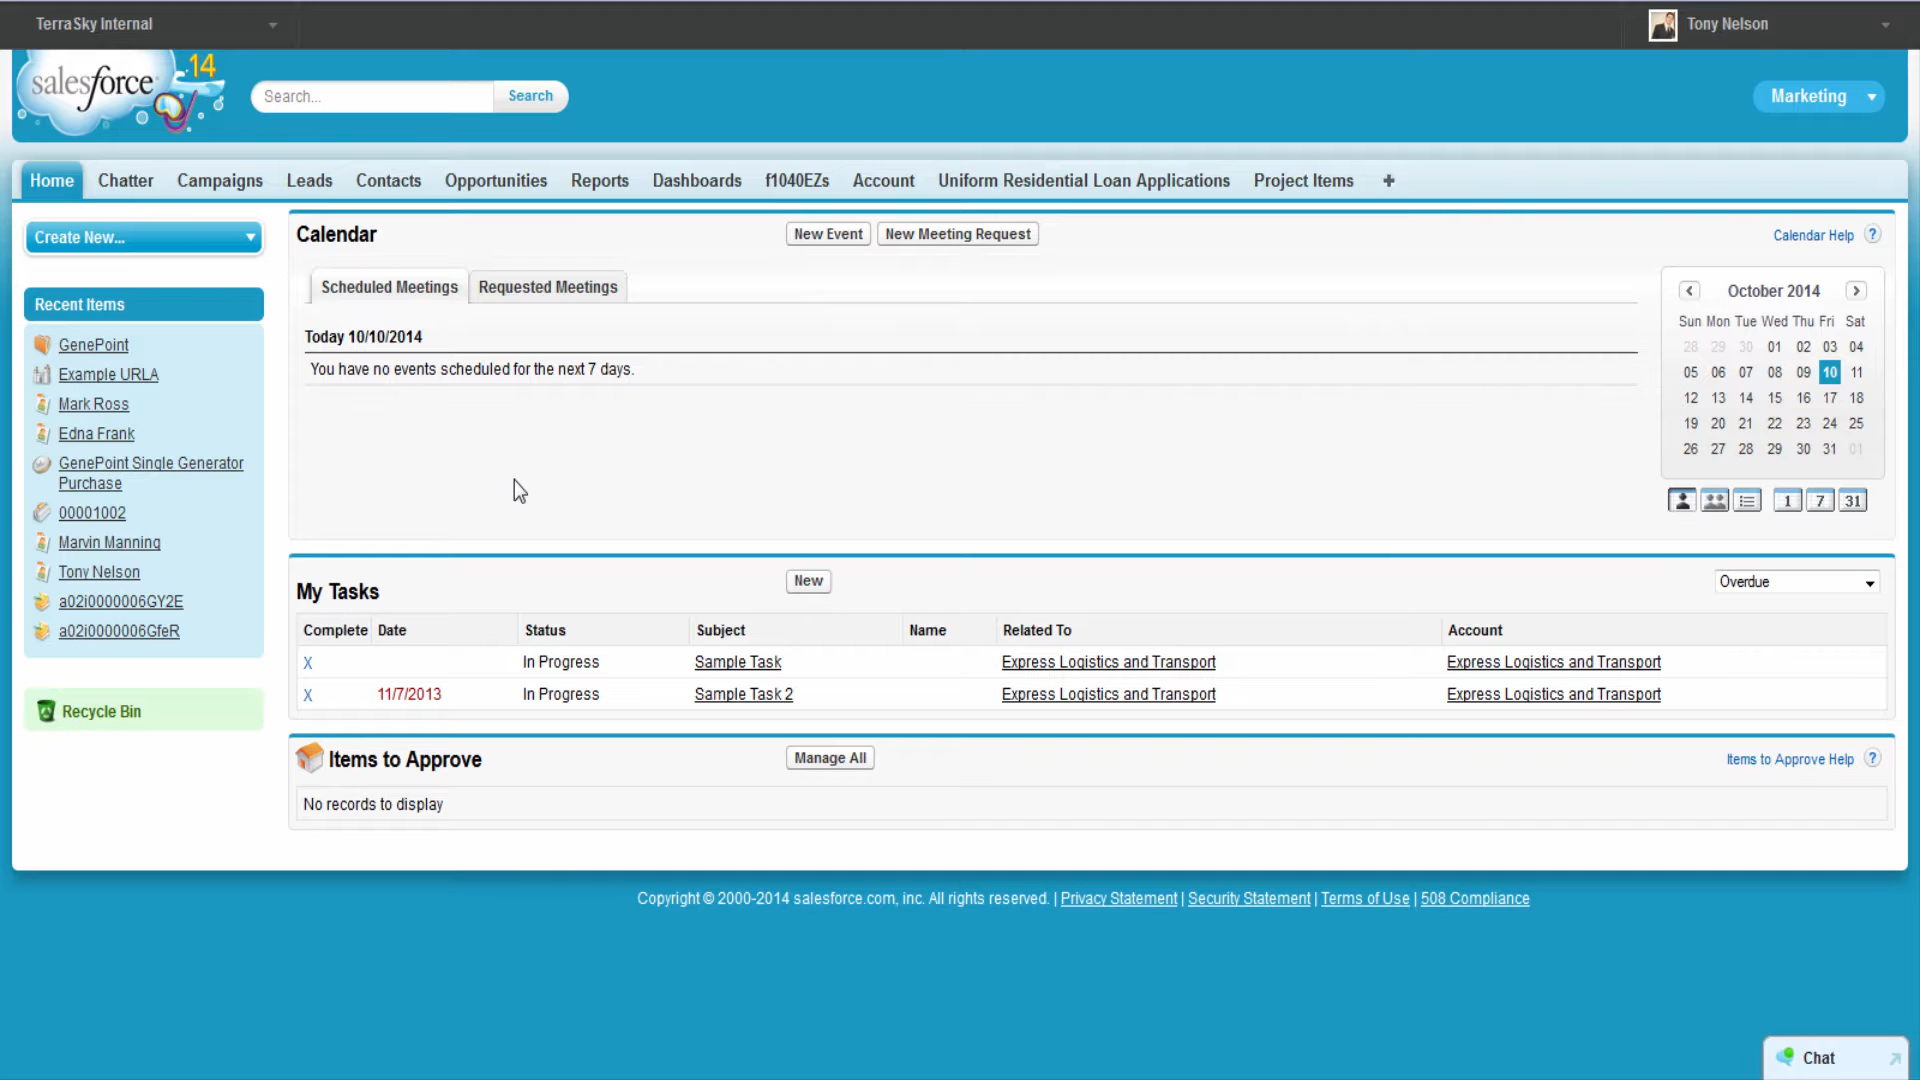 TerraSky Internal
Tony Nelson
salesforce 14
Search...
Search
Marketing
Home
Chatter
Campaigns
Leads
Contacts
Opportunities
Reports
Dashboards
f1040EZs
Account
Uniform Residential Loan Applications
Project Items
+
Create New...
Recent Items
GenePoint
Example URLA
Mark Ross
Edna Frank
GenePoint Single Generator
Purchase
00001002
Marvin Manning
Tony Nelson
a02i0000006GY2E
a02i0000006GfeR
Recycle Bin
Calendar
New Event
New Meeting Request
Calendar Help ?
Scheduled Meetings
Requested Meetings
Today 10/10/2014
You have no events scheduled for the next 7 days.
October 2014
Sun Mon Tue Wed Thu Fri Sat
28 29 30 01 02 03 04
05 06 07 08 09 10 11
12 13 14 15 16 17 18
19 20 21 22 23 24 25
26 27 28 29 30 31 01
1 7 31
My Tasks
New
Overdue
Complete Date Status Subject Name Related To Account
X In Progress Sample Task Express Logistics and Transport Express Logistics and Transport
X 11/7/2013 In Progress Sample Task 2 Express Logistics and Transport Express Logistics and Transport
Items to Approve
Manage All
Items to Approve Help ?
No records to display
Copyright © 2000-2014 salesforce.com, inc. All rights reserved. | Privacy Statement | Security Statement | Terms of Use | 508 Compliance
Chat